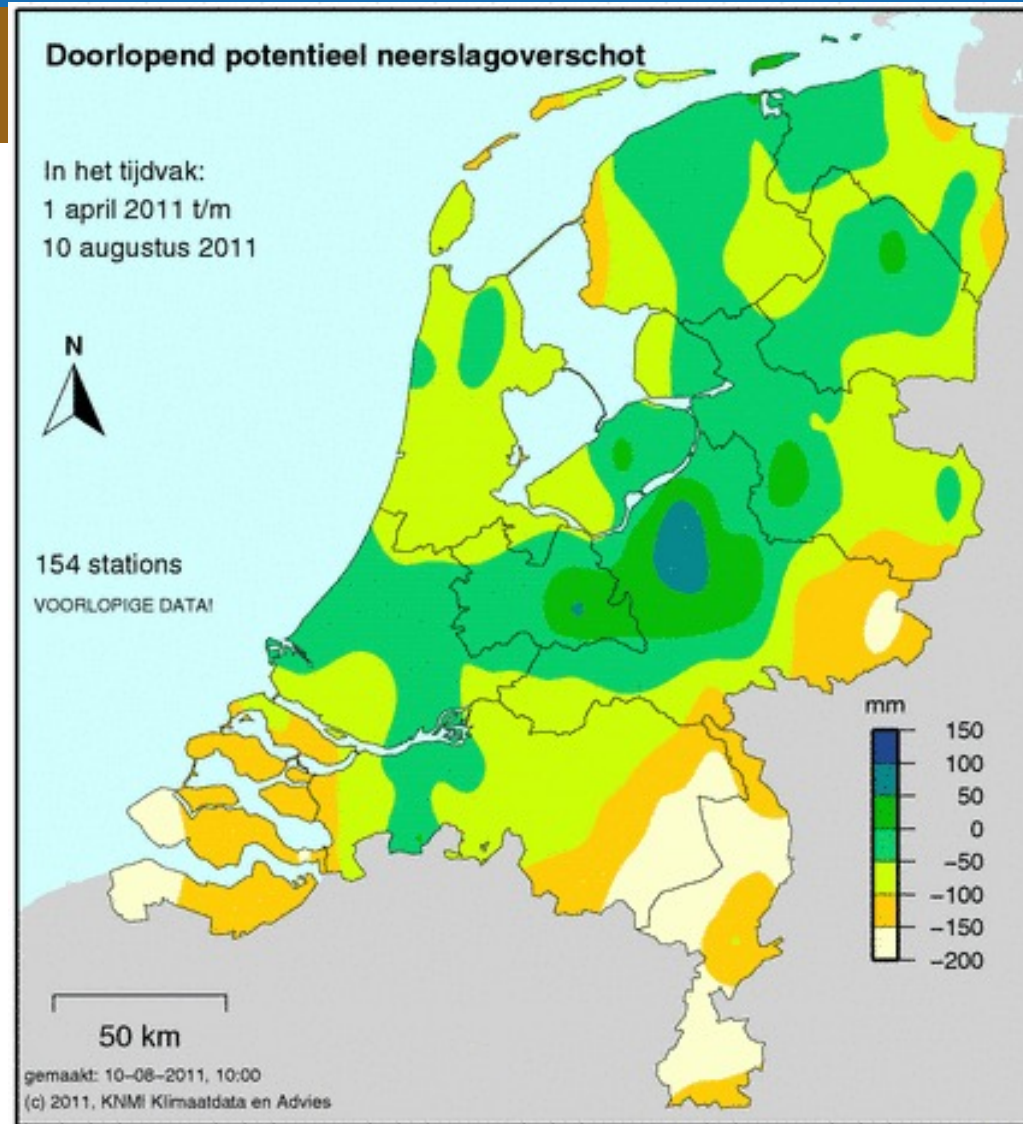 Doorlopend potentieel neerslagoverschot
In het tijdvak:
1 april 2011 t/m
10 augustus 2011
N
154 stations
VOORLOPIGE DATA!
mm
150
100
50
0
−50
−100
−150
−200
50 km
gemaakt: 10−08−2011, 10:00
(c) 2011, KNMI Klimaatdata en Advies